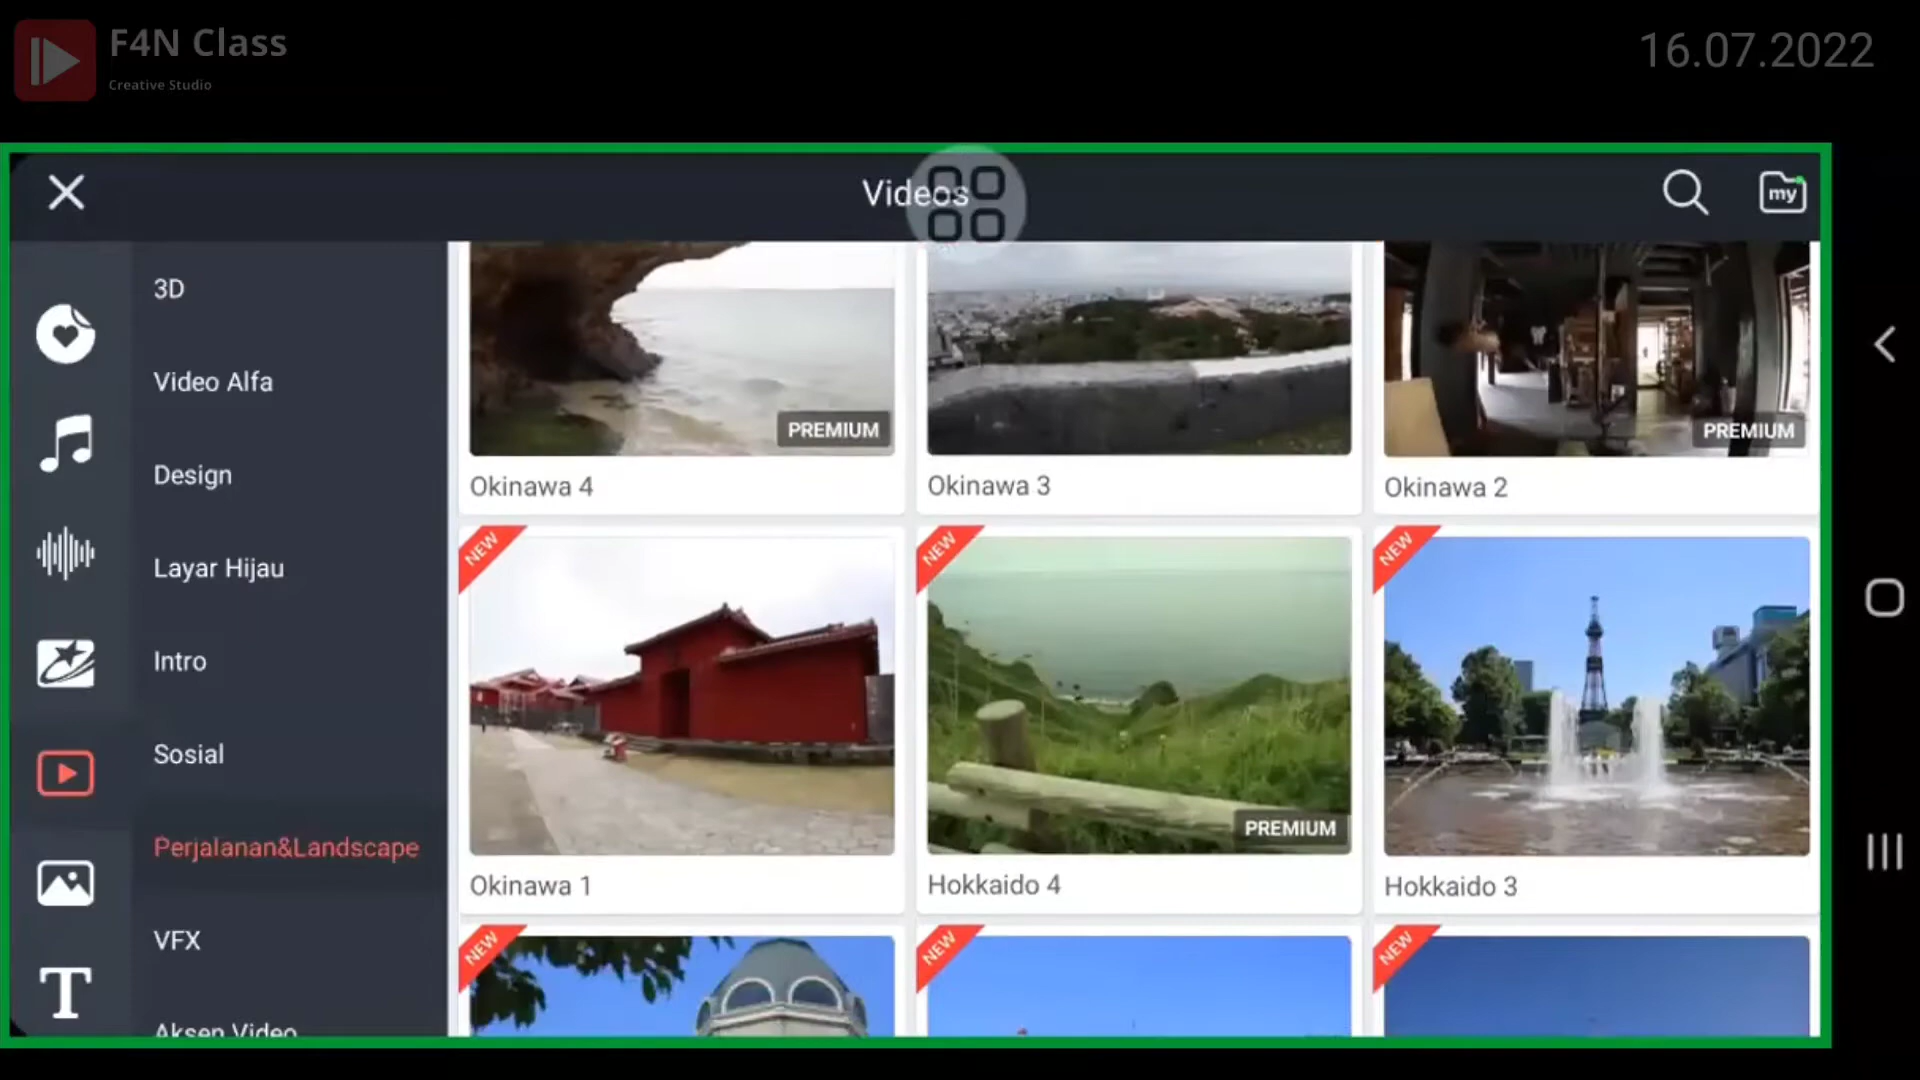 F4N Class
Creative Studio
16.07.2022
Videos
my
3D
Video Alfa
Design
Layar Hijau
Intro
Sosial
Perjalanan&Landscape
VFX
Aksen Video
PREMIUM
PREMIUM
Okinawa 4
Okinawa 3
Okinawa 2
NEW
NEW
NEW
PREMIUM
Okinawa 1
Hokkaido 4
Hokkaido 3
NEW
NEW
NEW